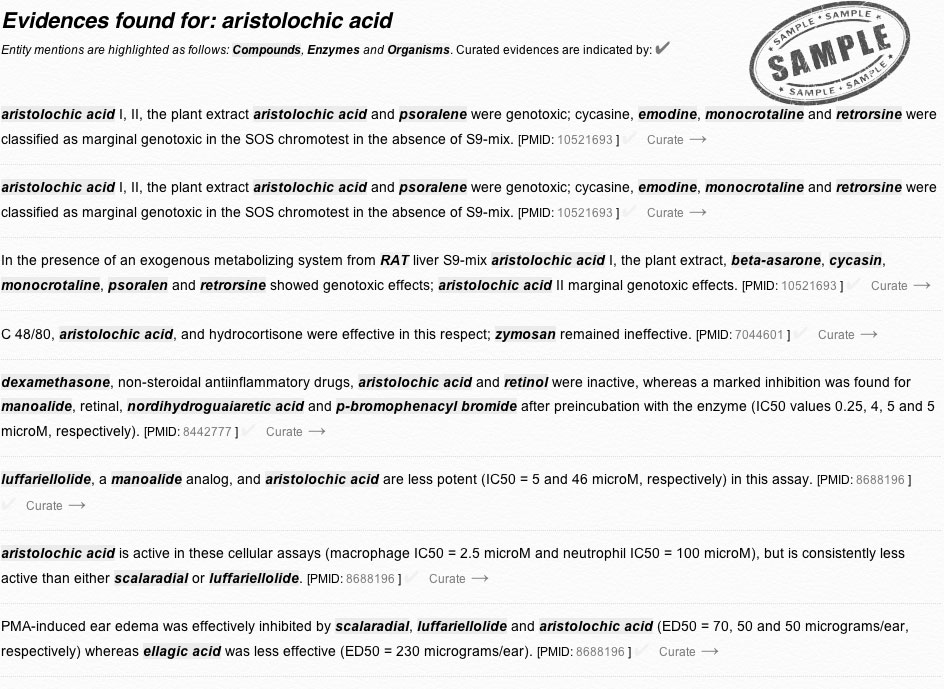 Evidences found for: aristolochic acid
Entity mentions are highlighted as follows: Compounds, Enzymes and Organisms. Curated evidences are indicated by: ✔
SAMPLE • SAMPLE
SAMPLE
SAMPLE • SAMPLE
aristolochic acid I, II, the plant extract aristolochic acid and psoralene were genotoxic; cycasine, emodine, monocrotaline and retrorsine were
classified as marginal genotoxic in the SOS chromotest in the absence of S9-mix. [PMID: 10521693 ] ✔ Curate →
aristolochic acid I, II, the plant extract aristolochic acid and psoralene were genotoxic; cycasine, emodine, monocrotaline and retrorsine were
classified as marginal genotoxic in the SOS chromotest in the absence of S9-mix. [PMID: 10521693 ] ✔ Curate →
In the presence of an exogenous metabolizing system from RAT liver S9-mix aristolochic acid I, the plant extract, beta-asarone, cycasin,
monocrotaline, psoralen and retrorsine showed genotoxic effects; aristolochic acid II marginal genotoxic effects. [PMID: 10521693 ] ✔ Curate →
C 48/80, aristolochic acid, and hydrocortisone were effective in this respect; zymosan remained ineffective. [PMID: 7044601 ] ✔ Curate →
dexamethasone, non-steroidal antiinflammatory drugs, aristolochic acid and retinol were inactive, whereas a marked inhibition was found for
manoalide, retinal, nordihydroguaiaretic acid and p-bromophenacyl bromide after preincubation with the enzyme (IC50 values 0.25, 4, 5 and 5
microM, respectively). [PMID: 8442777 ] ✔ Curate →
luffariellolide, a manoalide analog, and aristolochic acid are less potent (IC50 = 5 and 46 microM, respectively) in this assay. [PMID: 8688196 ]
✔ Curate →
aristolochic acid is active in these cellular assays (macrophage IC50 = 2.5 microM and neutrophil IC50 = 100 microM), but is consistently less
active than either scalaradial or luffariellolide. [PMID: 8688196 ] ✔ Curate →
PMA-induced ear edema was effectively inhibited by scalaradial, luffariellolide and aristolochic acid (ED50 = 70, 50 and 50 micrograms/ear,
respectively) whereas ellagic acid was less effective (ED50 = 230 micrograms/ear). [PMID: 8688196 ] ✔ Curate →